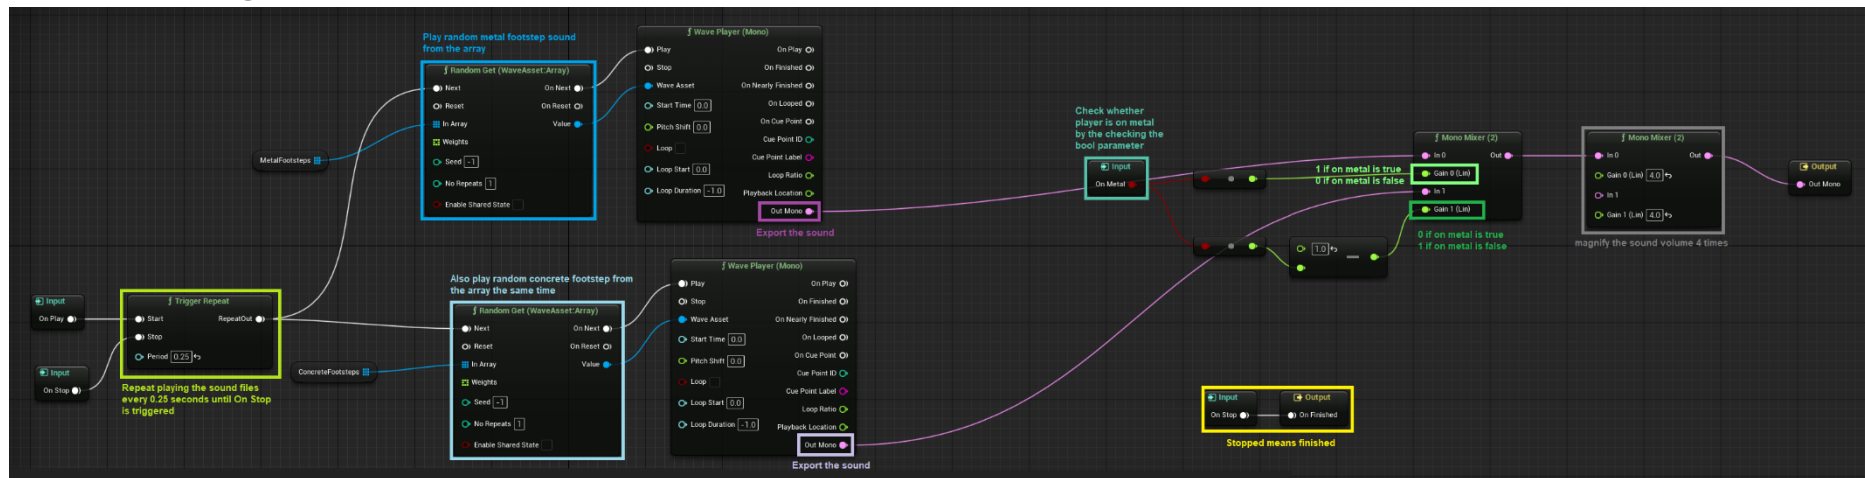 Input
On Play
Input
On Stop
ƒ Trigger Repeat
Start RepeatOut
Stop
Period 0.25
Repeat playing the sound files
every 0.25 seconds until On Stop
is triggered
MetalFootsteps
ConcreteFootsteps
Play random metal footstep sound
from the array
ƒ Random Get (WaveAsset:Array)
Next On Next
Reset On Reset
In Array Value
Weights
Seed -1
No Repeats 1
Enable Shared State
Also play random concrete footstep from
the array the same time
ƒ Random Get (WaveAsset:Array)
Next On Next
Reset On Reset
In Array Value
Weights
Seed -1
No Repeats 1
Enable Shared State
ƒ Wave Player (Mono)
Play On Play
Stop On Finished
Wave Asset On Nearly Finished
Start Time 0.0 On Looped
Pitch Shift 0.0 On Cue Point
Loop Cue Point ID
Cue Point Label
Loop Start 0.0 Loop Ratio
Loop Duration -1.0 Playback Location
Out Mono
Export the sound
ƒ Wave Player (Mono)
Play On Play
Stop On Finished
Wave Asset On Nearly Finished
Start Time 0.0 On Looped
Pitch Shift 0.0 On Cue Point
Loop Cue Point ID
Cue Point Label
Loop Start 0.0 Loop Ratio
Loop Duration -1.0 Playback Location
Out Mono
Export the sound
Check whether
player is on metal
by the checking the
bool parameter
Input
On Metal
1 if on metal is true
0 if on metal is false
1.0
ƒ Mono Mixer (2)
In 0 Out
Gain 0 (Lin)
In 1
Gain 1 (Lin)
0 if on metal is true
1 if on metal is false
ƒ Mono Mixer (2)
In 0 Out
Gain 0 (Lin) 4.0
In 1
Gain 1 (Lin) 4.0
magnify the sound volume 4 times
Output
Out Mono
Input Output
On Stop On Finished
Stopped means finished